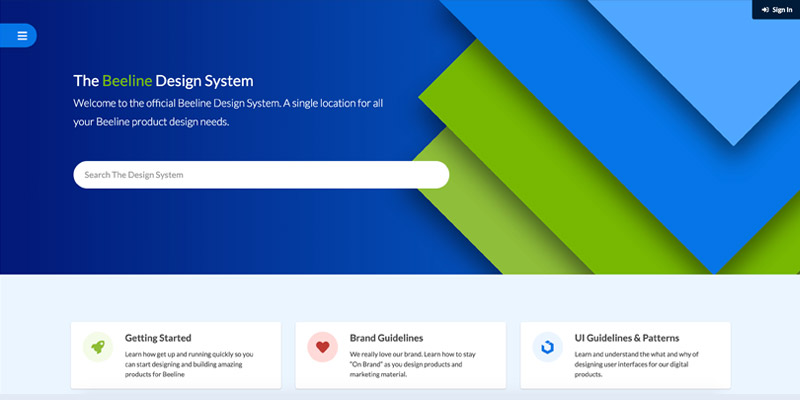 Sign In
The Beeline Design System
Welcome to the official Beeline Design System. A single location for all
your Beeline product design needs.
Search The Design System
Getting Started
Learn how get up and running quickly so you
can start designing and building amazing
products for Beeline
Brand Guidelines
We really love our brand. Learn how to stay
"On Brand" as you design products and
marketing material.
UI Guidelines & Patterns
Learn and understand the what and why of
designing user interfaces for our digital
products.